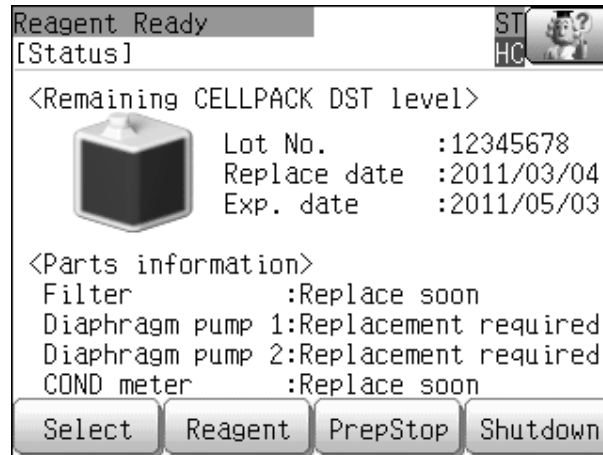 Reagent Ready
ST
[Status]
HC
?
<Remaining CELLPACK DST level>
Lot No. :12345678
Replace date :2011/03/04
Exp. date :2011/05/03
<Parts information>
Filter :Replace soon
Diaphragm pump 1:Replacement required
Diaphragm pump 2:Replacement required
COND meter :Replace soon
Select Reagent PrepStop Shutdown